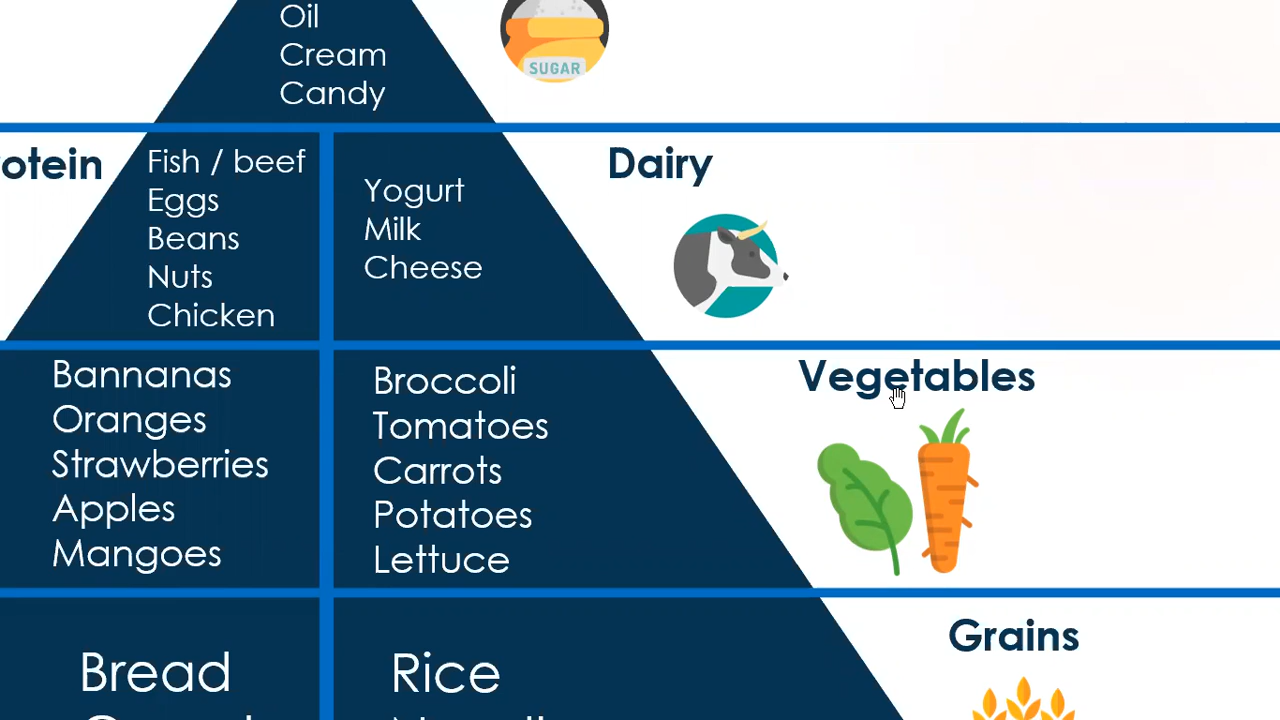 Oil
Cream
Candy
SUGAR
otein
Fish / beef
Eggs
Beans
Nuts
Chicken
Yogurt
Milk
Cheese
Dairy
Bannanas
Oranges
Strawberries
Apples
Mangoes
Broccoli
Tomatoes
Carrots
Potatoes
Lettuce
Vegetables
Bread
Rice
Grains